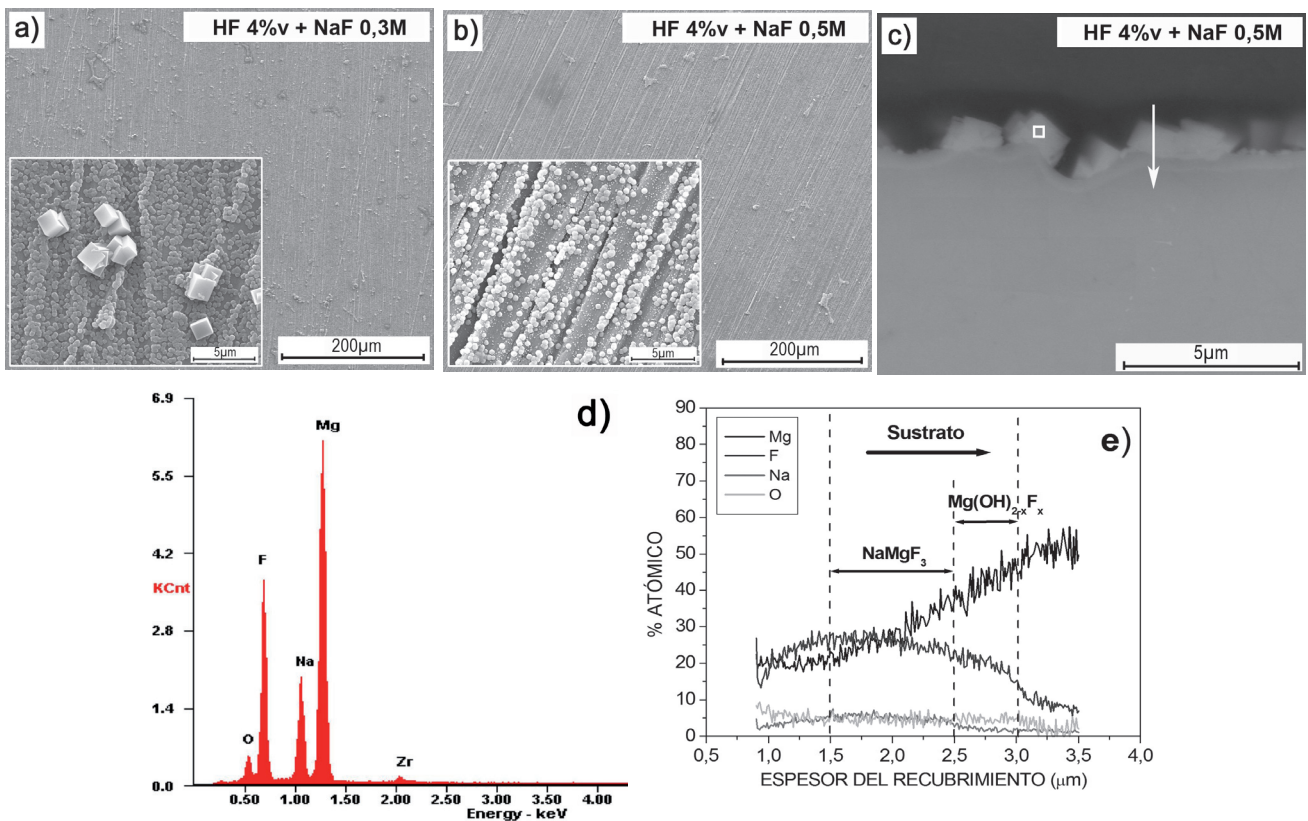 a)
HF 4%v + NaF 0,3M
5µm
200µm
b)
HF 4%v + NaF 0,5M
5µm
200µm
c)
HF 4%v + NaF 0,5M
5µm
d)
6.9
5.5
4.2
KCnt
2.8
1.4
0.0
O
F
Na
Mg
Zr
0.50 1.00 1.50 2.00 2.50 3.00 3.50 4.00
Energy - keV
e)
90
80
70
60
50
40
30
20
10
0
% ATÓMICO
Mg
F
Na
O
Sustrato
Mg(OH)2-xFx
NaMgF3
0,5 1,0 1,5 2,0 2,5 3,0 3,5 4,0
ESPESOR DEL RECUBRIMIENTO (µm)